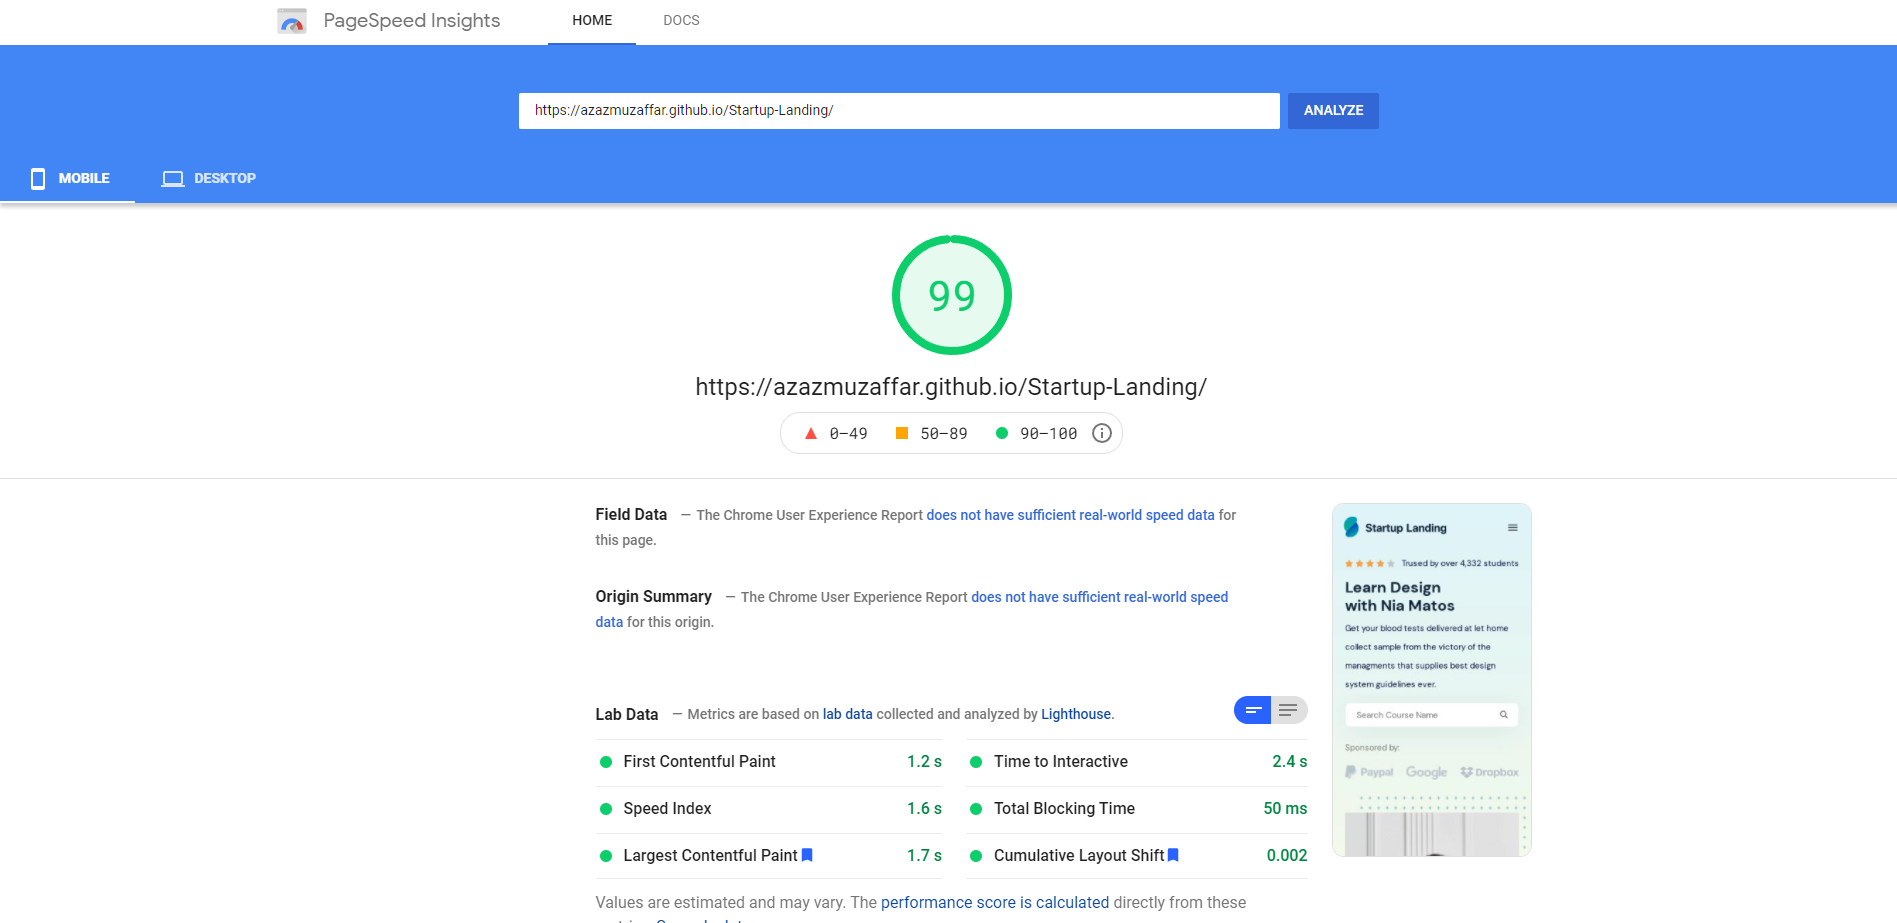 PageSpeed Insights
HOME
DOCS
https://azazmuzaffar.github.io/Startup-Landing/
ANALYZE
MOBILE
DESKTOP
99
https://azazmuzaffar.github.io/Startup-Landing/
0–49
50–89
90–100
Field Data — The Chrome User Experience Report does not have sufficient real-world speed data for
this page.
Origin Summary — The Chrome User Experience Report does not have sufficient real-world speed
data for this origin.
Lab Data — Metrics are based on lab data collected and analyzed by Lighthouse.
First Contentful Paint 1.2 s
Time to Interactive 2.4 s
Speed Index 1.6 s
Total Blocking Time 50 ms
Largest Contentful Paint 1.7 s
Cumulative Layout Shift 0.002
Values are estimated and may vary. The performance score is calculated directly from these
Startup Landing
Trused by over 4,332 students
Learn Design
with Nia Matos
Get your blood tests delivered at let home
collect sample from the victory of the
managments that supplies best design
system guidelines ever.
Search Course Name
Sponsored by:
Paypal Google Dropbox